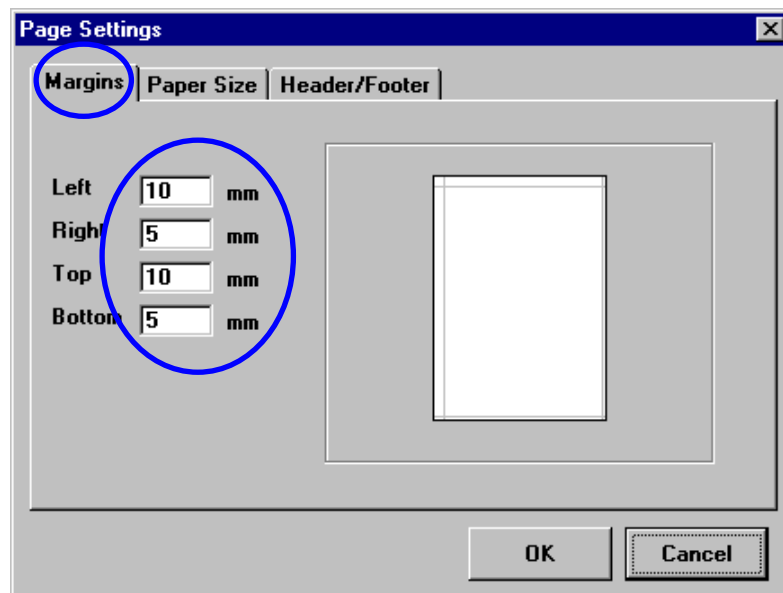 Page Settings
Margins Paper Size Header/Footer
Left 10 mm
Right 5 mm
Top 10 mm
Bottom 5 mm
OK Cancel